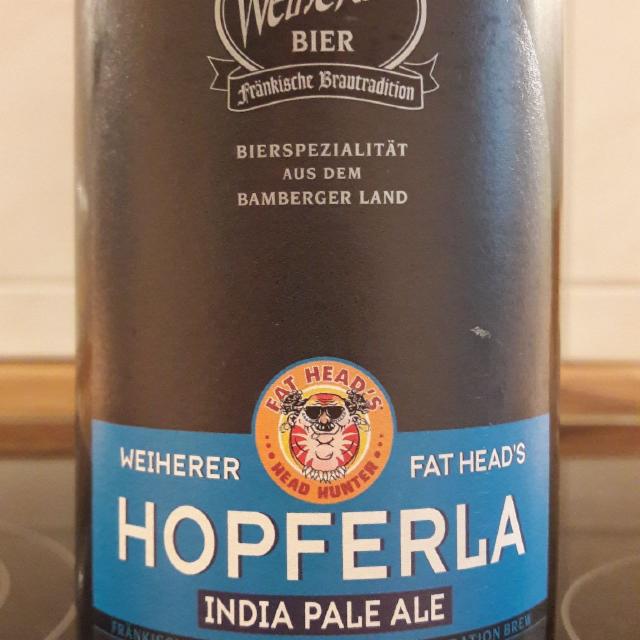 BIER
Fränkische Brautradition
BIERSPEZIALITÄT
AUS DEM
BAMBERGER LAND
FAT HEAD'S
HEAD HUNTER
WEIHERER
FAT HEAD'S
HOPFERLA
INDIA PALE ALE
BREW